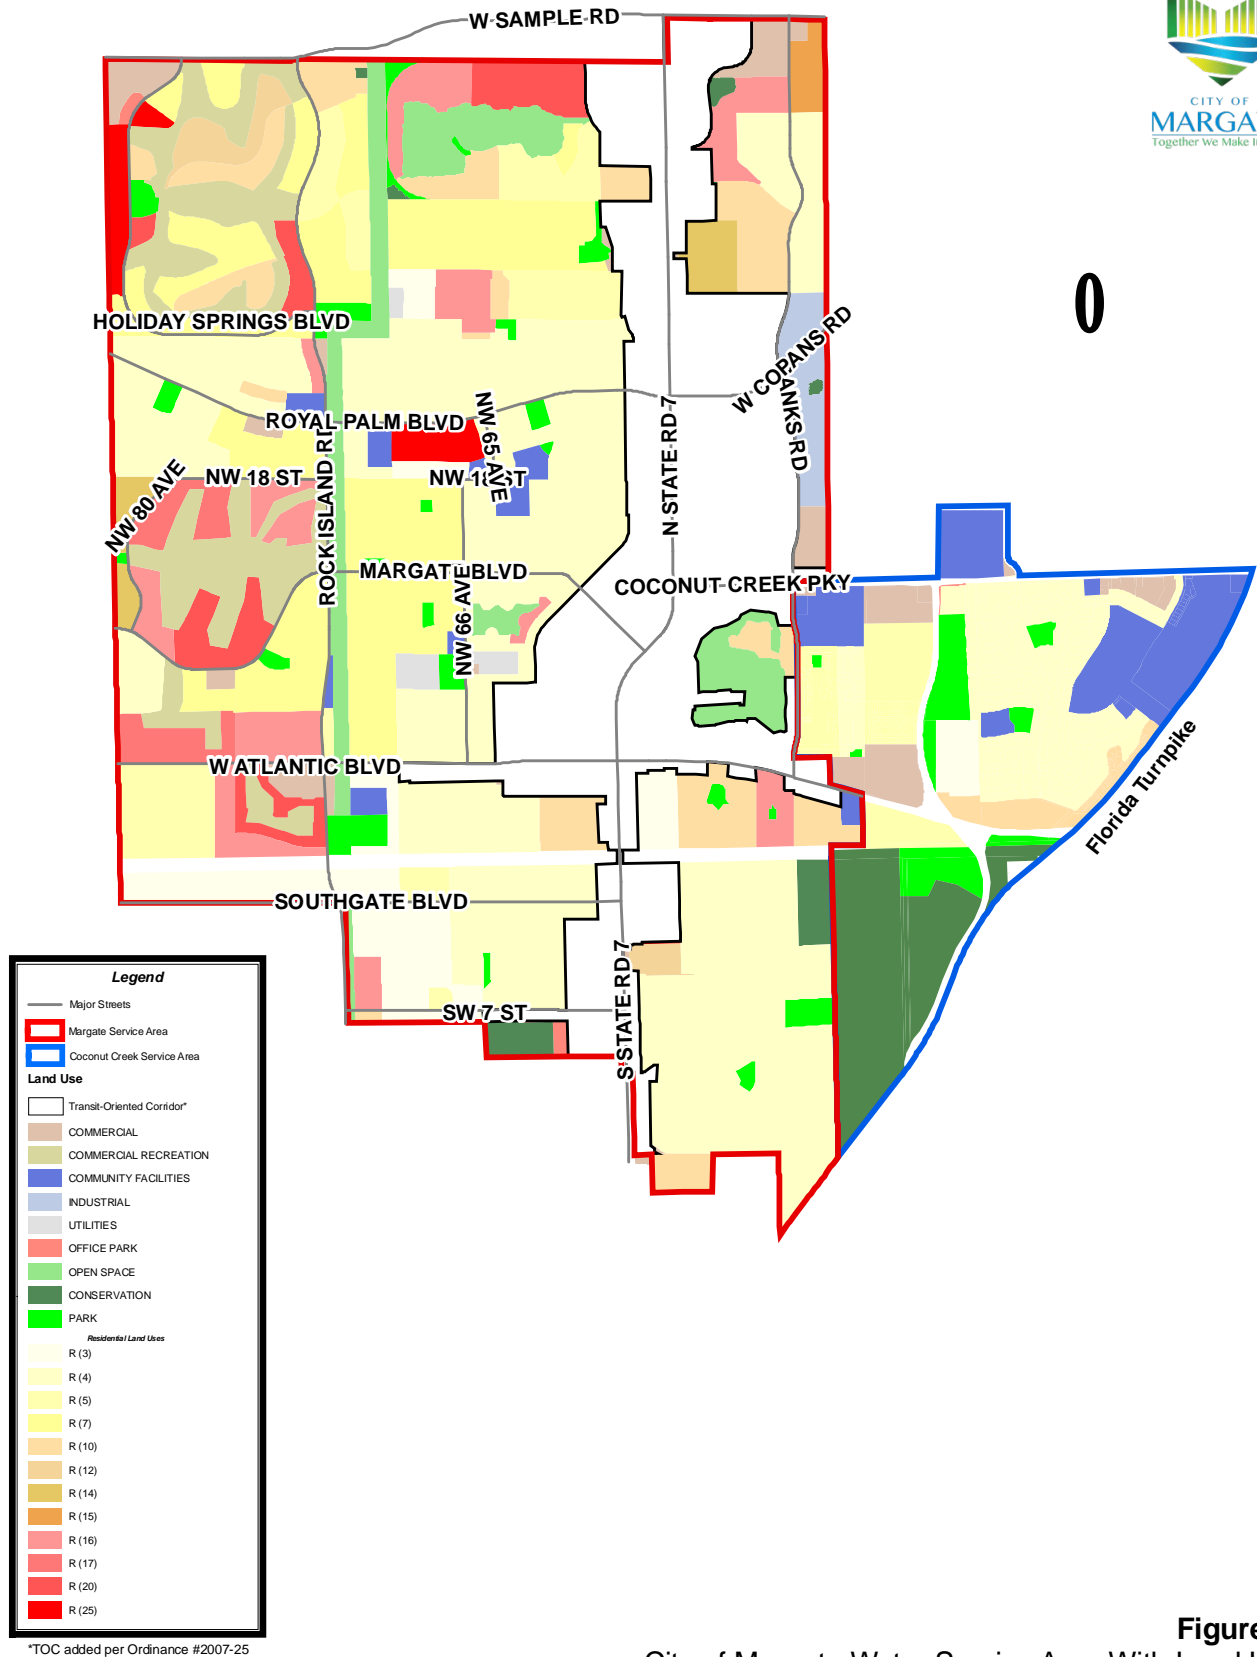 W SAMPLE RD
CITY OF
Together We Make It
0
HOLIDAY SPRINGS BLVD
W COPANS RD
ROYAL PALM BLVD
NW 65 AVE
N STATE RD 7
ROCK ISLAND RD
NW 80 AVE
NW 18 ST
NW 18 ST
MARGATE BLVD
COCONUT CREEK PKY
NW 66 AVE
W ATLANTIC BLVD
Florida Turnpike
SOUTHGATE BLVD
SW 7 ST
S STATE RD 7
Legend
Major Streets
Margate Service Area
Coconut Creek Service Area
Land Use
Transit-Oriented Corridor*
COMMERCIAL
COMMERCIAL RECREATION
COMMUNITY FACILITIES
INDUSTRIAL
UTILITIES
OFFICE PARK
OPEN SPACE
CONSERVATION
PARK
Residential Land Uses
R (3)
R (4)
R (5)
R (7)
R (10)
R (12)
R (14)
R (15)
R (16)
R (17)
R (20)
R (25)
*TOC added per Ordinance #2007-25
Figure